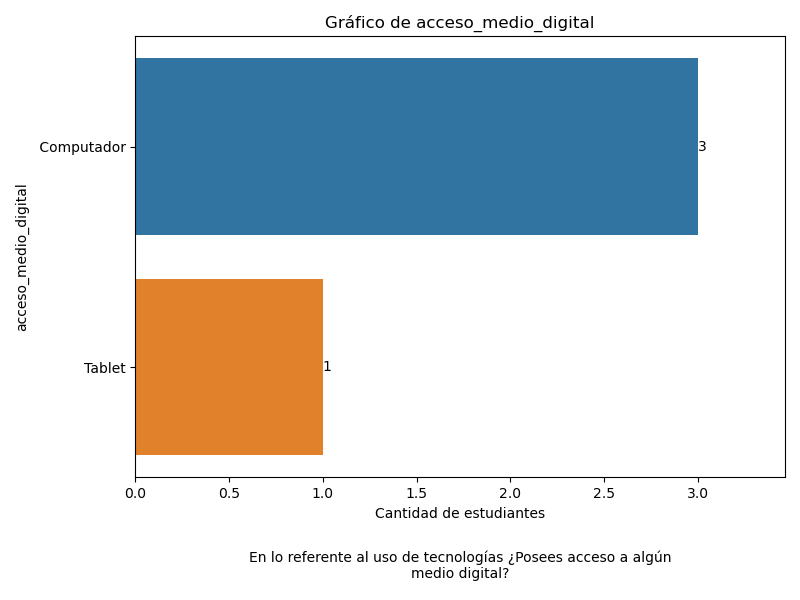 Gráfico de acceso_medio_digital
acceso_medio_digital
Computador
3
Tablet
1
0.0 0.5 1.0 1.5 2.0 2.5 3.0
Cantidad de estudiantes
En lo referente al uso de tecnologías ¿Posees acceso a algún
medio digital?